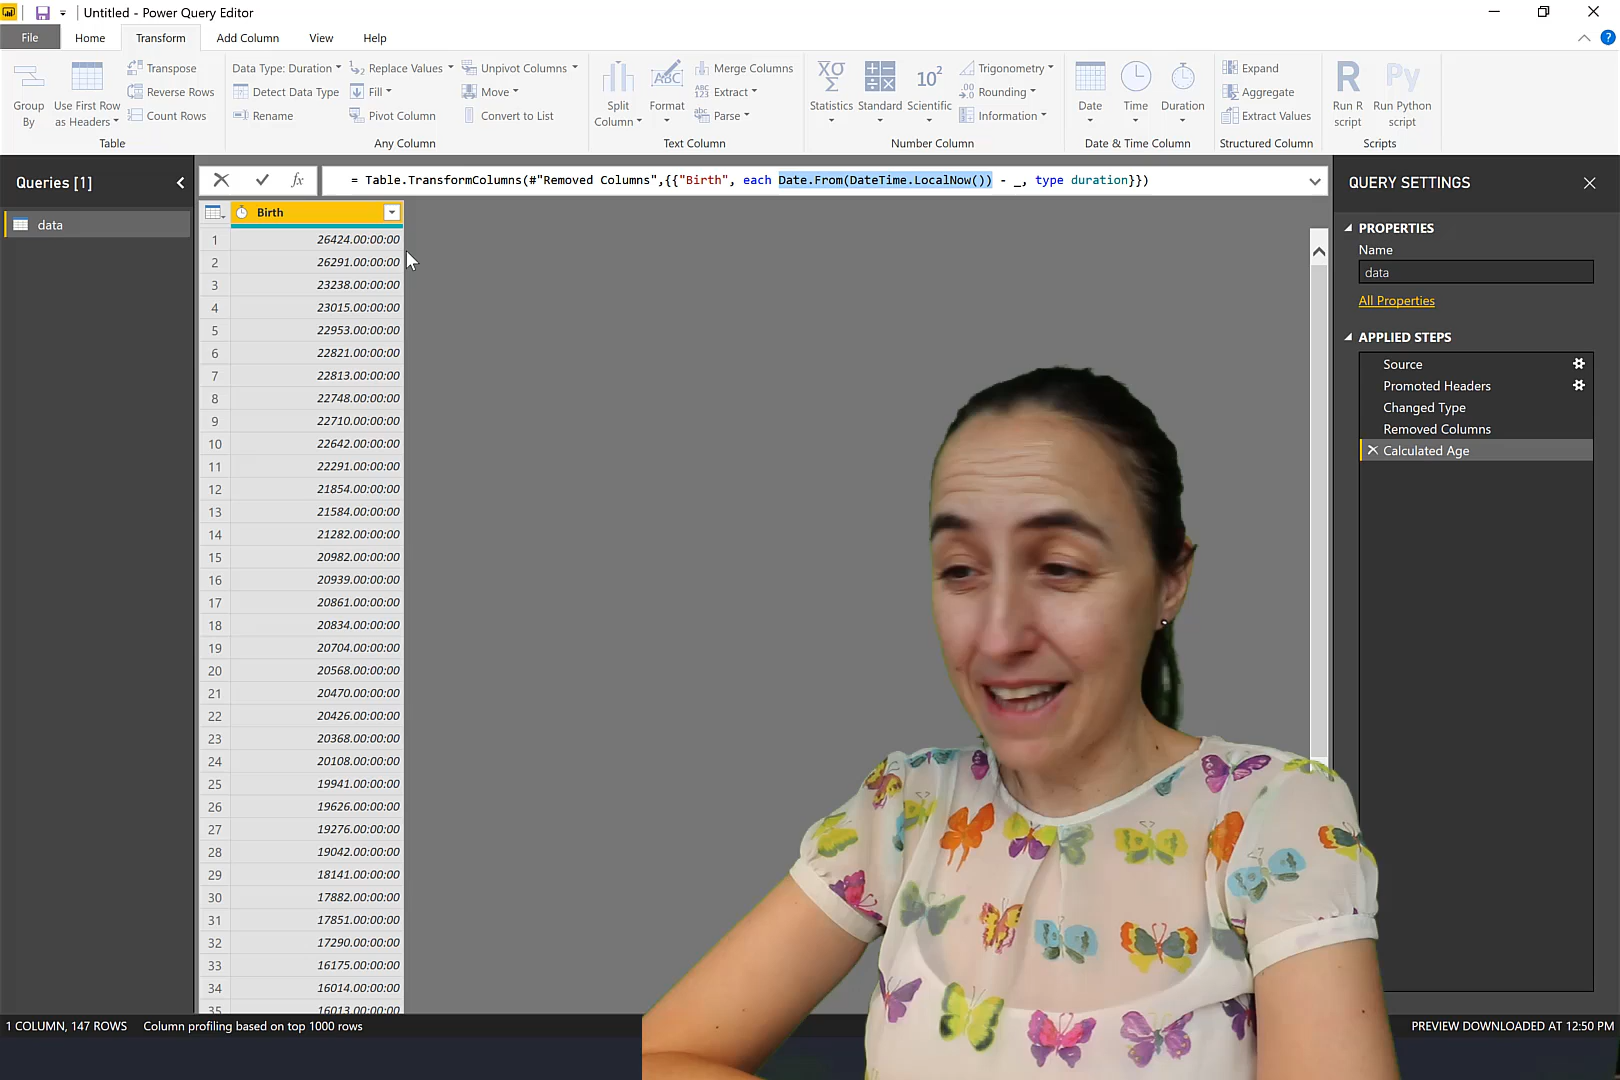 Untitled - Power Query Editor
File
Home
Transform
Add Column
View
Help
Group By
Use First Row as Headers
Transpose
Reverse Rows
Count Rows
Table
Data Type: Duration
Detect Data Type
Rename
Replace Values
Fill
Pivot Column
Unpivot Columns
Move
Convert to List
Any Column
Split Column
Format
Merge Columns
Extract
Parse
Text Column
Statistics
Standard
Scientific
Trigonometry
Rounding
Information
Number Column
Date
Time
Duration
Date & Time Column
Expand
Aggregate
Extract Values
Structured Column
Run R script
Run Python script
Scripts
Queries [1]
data
= Table.TransformColumns(#"Removed Columns",{{"Birth", each Date.From(DateTime.LocalNow()) - _, type duration}})
Birth
1 26424.00:00:00
2 26291.00:00:00
3 23238.00:00:00
4 23015.00:00:00
5 22953.00:00:00
6 22821.00:00:00
7 22813.00:00:00
8 22748.00:00:00
9 22710.00:00:00
10 22642.00:00:00
11 22291.00:00:00
12 21854.00:00:00
13 21584.00:00:00
14 21282.00:00:00
15 20982.00:00:00
16 20939.00:00:00
17 20861.00:00:00
18 20834.00:00:00
19 20704.00:00:00
20 20568.00:00:00
21 20470.00:00:00
22 20426.00:00:00
23 20368.00:00:00
24 20108.00:00:00
25 19941.00:00:00
26 19626.00:00:00
27 19276.00:00:00
28 19042.00:00:00
29 18141.00:00:00
30 17882.00:00:00
31 17851.00:00:00
32 17290.00:00:00
33 16175.00:00:00
34 16014.00:00:00
35 16013.00:00:00
QUERY SETTINGS
PROPERTIES
Name
data
All Properties
APPLIED STEPS
Source
Promoted Headers
Changed Type
Removed Columns
Calculated Age
1 COLUMN, 147 ROWS
Column profiling based on top 1000 rows
PREVIEW DOWNLOADED AT 12:50 PM